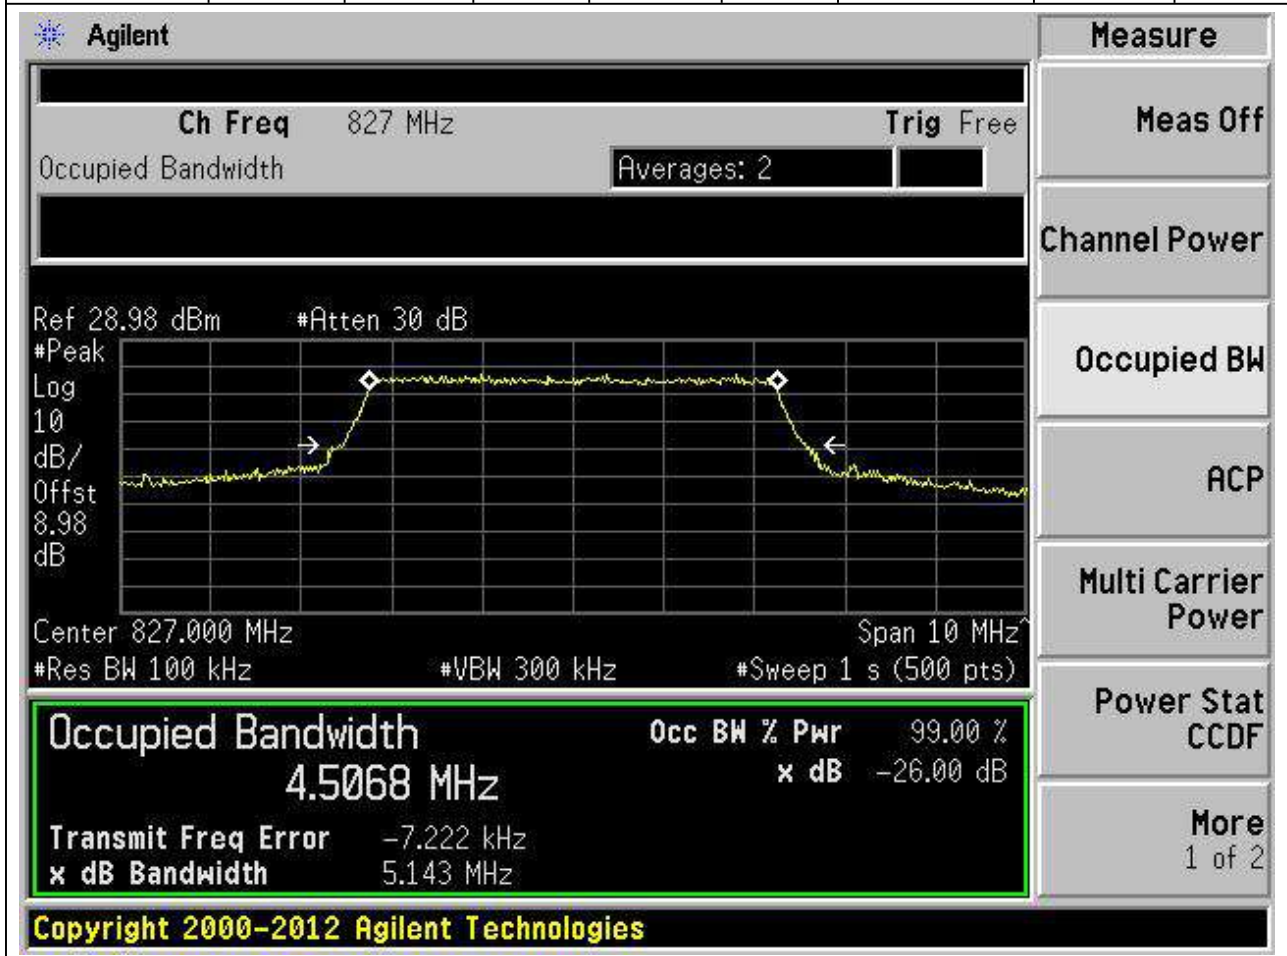 Agilent
Measure
Ch Freq 827 MHz Trig Free
Meas Off
Occupied Bandwidth Averages: 2
Channel Power
Ref 28.98 dBm #Atten 30 dB
#Peak
Log
10
dB/
Offst
8.98
dB
Occupied BW
ACP
Center 827.000 MHz Span 10 MHz^
#Res BW 100 kHz #VBW 300 kHz #Sweep 1 s (500 pts)
Multi Carrier
Power
Occupied Bandwidth Occ BW % Pwr 99.00 %
4.5068 MHz x dB -26.00 dB
Transmit Freq Error -7.222 kHz
x dB Bandwidth 5.143 MHz
Power Stat
CCDF
More
1 of 2
Copyright 2000-2012 Agilent Technologies